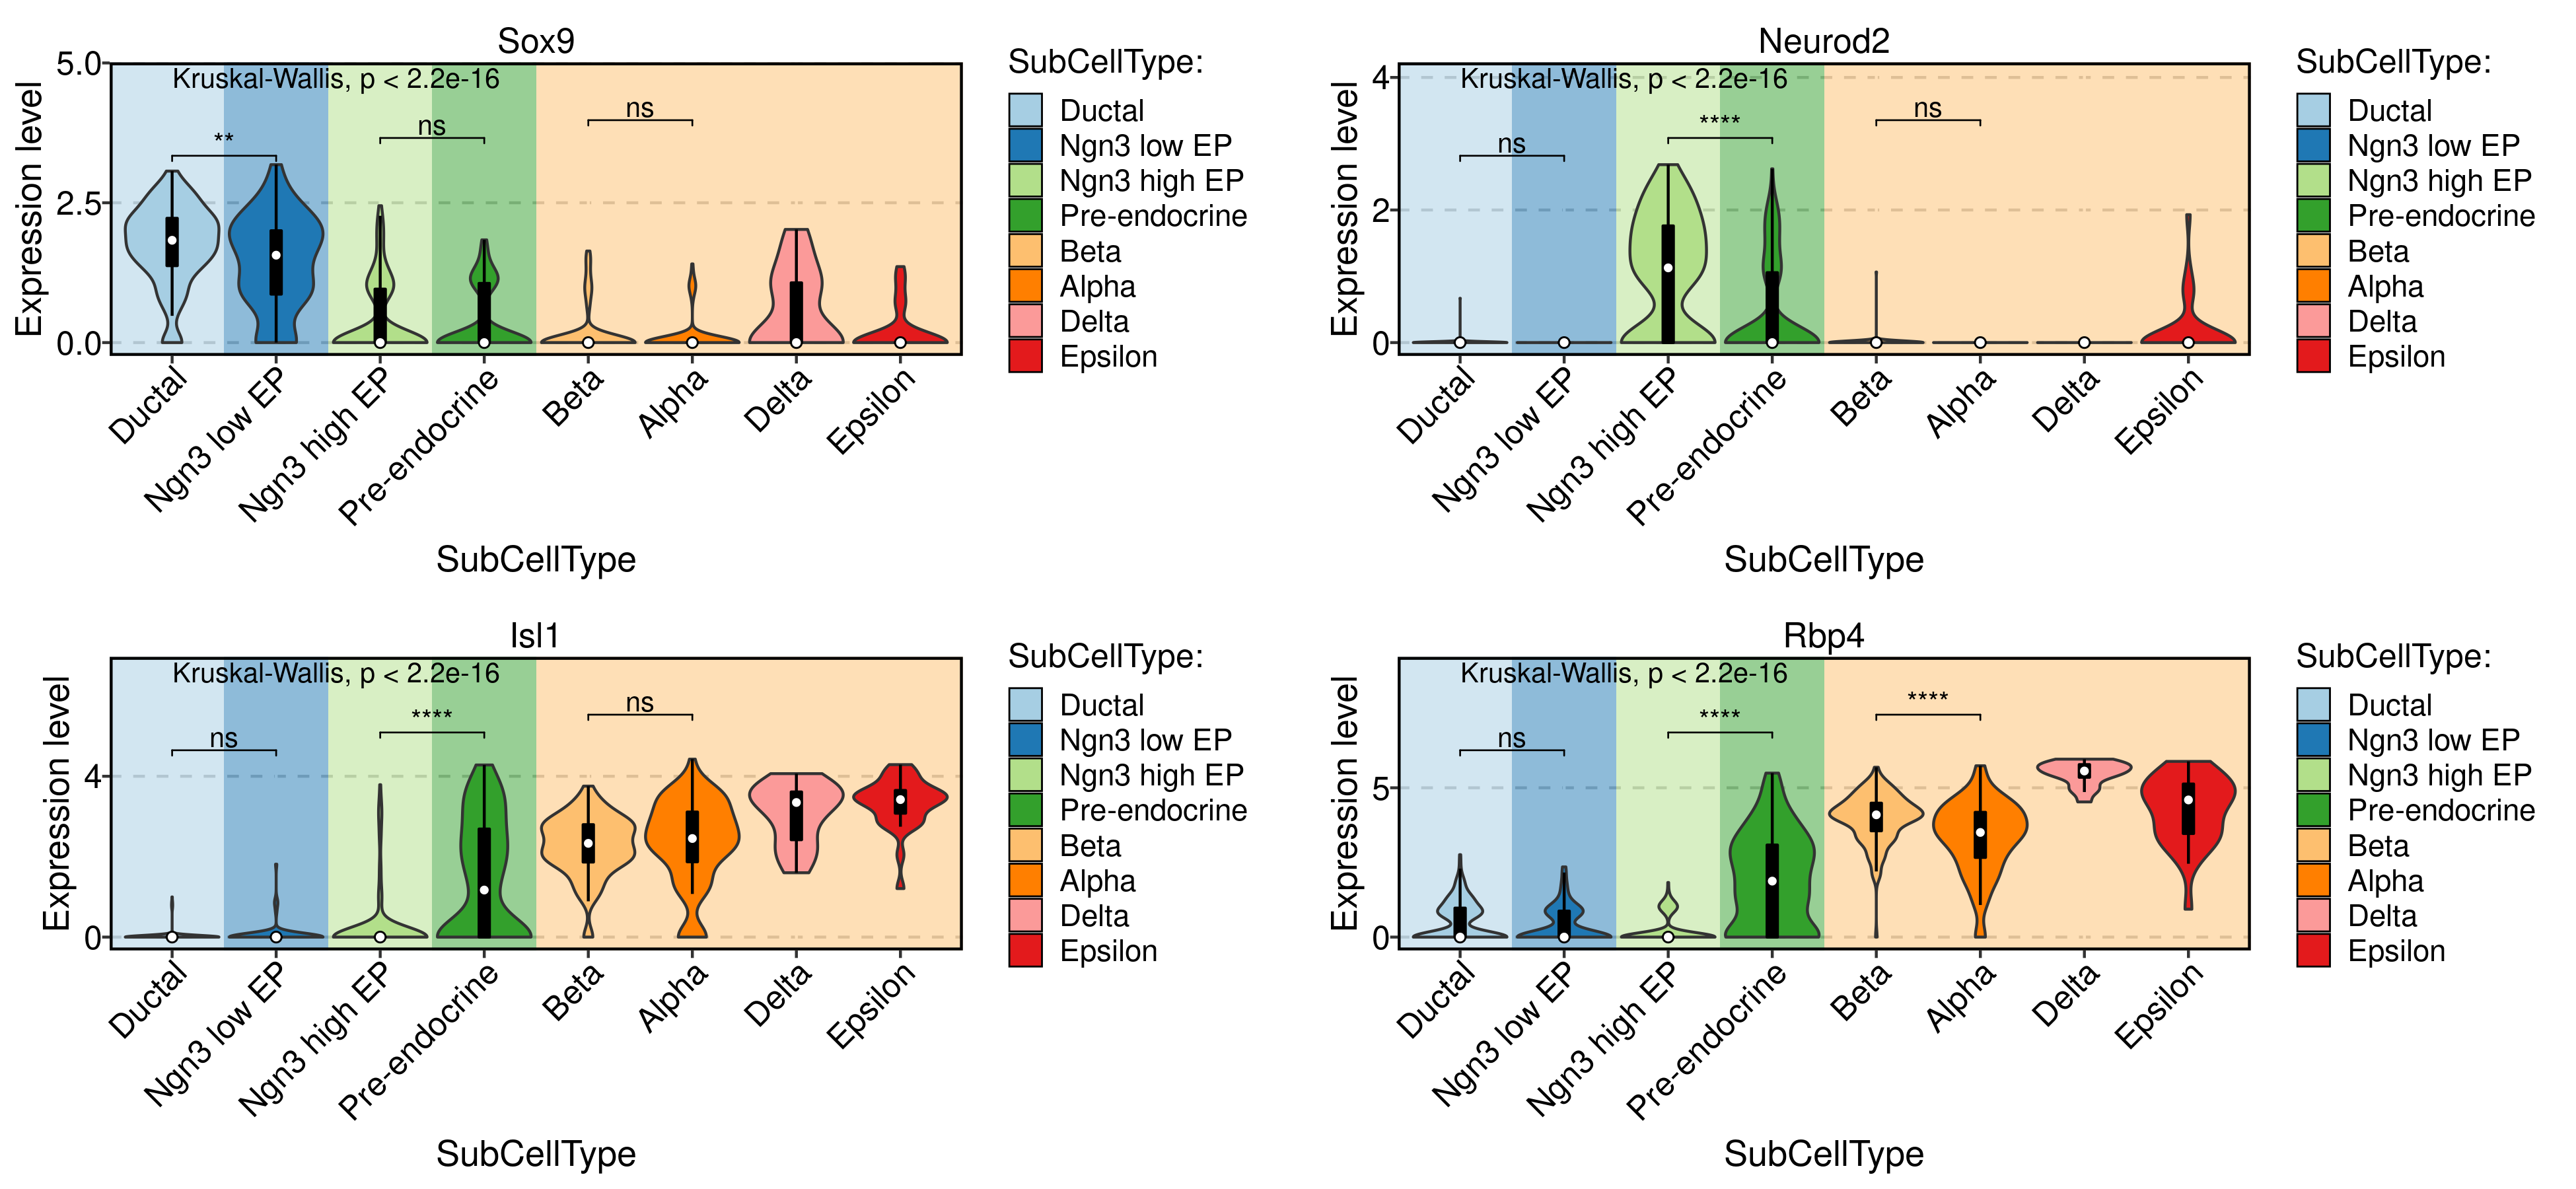 Sox9
Kruskal-Wallis, p < 2.2e-16
**
ns
ns
5.0
2.5
0.0
Expression level
Ductal
Ngn3 low EP
Ngn3 high EP
Pre-endocrine
Beta
Alpha
Delta
Epsilon
SubCellType
SubCellType:
Ductal
Ngn3 low EP
Ngn3 high EP
Pre-endocrine
Beta
Alpha
Delta
Epsilon
Neurod2
Kruskal-Wallis, p < 2.2e-16
ns
****
ns
4
2
0
Expression level
Ductal
Ngn3 low EP
Ngn3 high EP
Pre-endocrine
Beta
Alpha
Delta
Epsilon
SubCellType
SubCellType:
Ductal
Ngn3 low EP
Ngn3 high EP
Pre-endocrine
Beta
Alpha
Delta
Epsilon
Isl1
Kruskal-Wallis, p < 2.2e-16
ns
****
ns
4
0
Expression level
Ductal
Ngn3 low EP
Ngn3 high EP
Pre-endocrine
Beta
Alpha
Delta
Epsilon
SubCellType
SubCellType:
Ductal
Ngn3 low EP
Ngn3 high EP
Pre-endocrine
Beta
Alpha
Delta
Epsilon
Rbp4
Kruskal-Wallis, p < 2.2e-16
ns
****
****
5
0
Expression level
Ductal
Ngn3 low EP
Ngn3 high EP
Pre-endocrine
Beta
Alpha
Delta
Epsilon
SubCellType
SubCellType:
Ductal
Ngn3 low EP
Ngn3 high EP
Pre-endocrine
Beta
Alpha
Delta
Epsilon